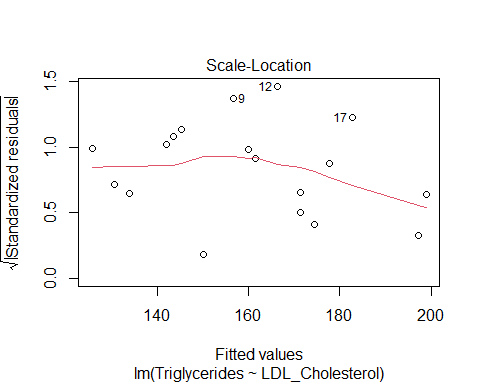 Scale-Location
√|Standardized residuals|
1.5
1.0
0.5
0.0
12
9
17
140 160 180 200
Fitted values
lm(Triglycerides ~ LDL_Cholesterol)